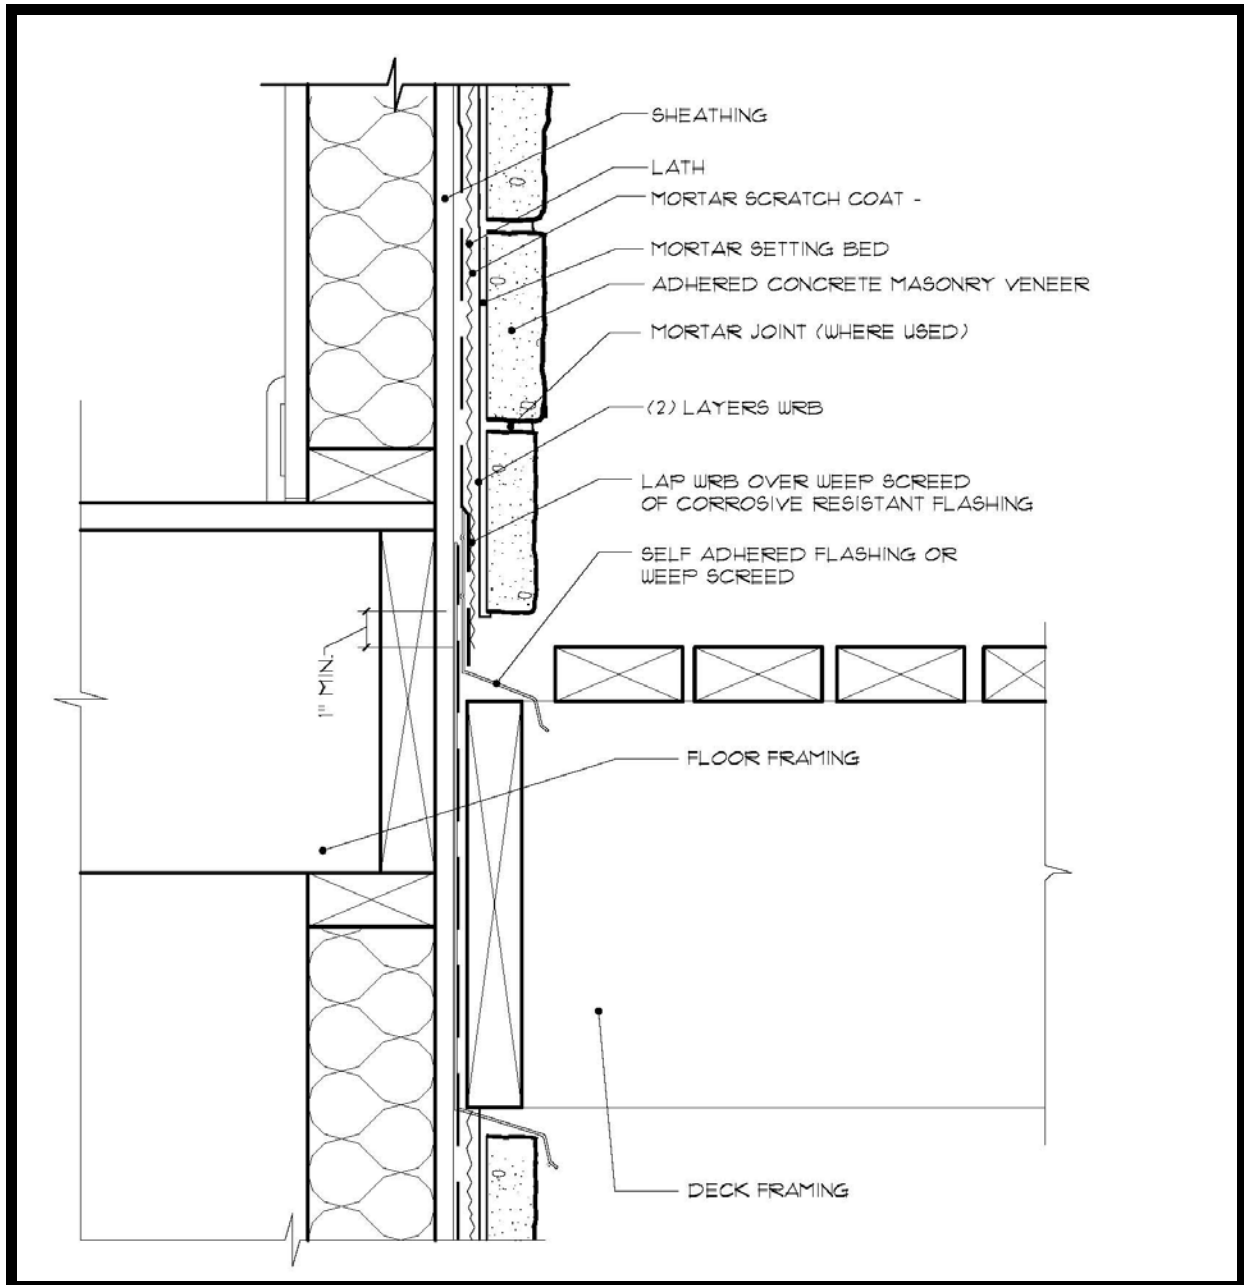 SHEATHING
LATH
MORTAR SCRATCH COAT -
MORTAR SETTING BED
ADHERED CONCRETE MASONRY VENEER
MORTAR JOINT (WHERE USED)
(2) LAYERS WRB
LAP WRB OVER WEEP SCREED
OF CORROSIVE RESISTANT FLASHING
SELF ADHERED FLASHING OR
WEEP SCREED
1" MIN.
FLOOR FRAMING
DECK FRAMING